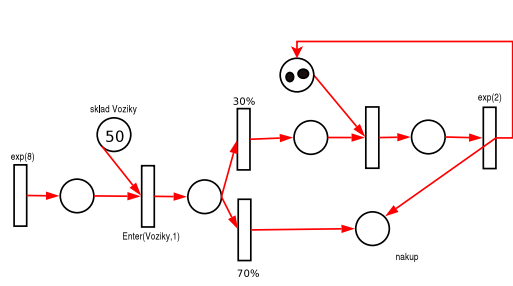 exp(2)
30%
sklad Voziky
50
exp(8)
Enter(Voziky,1)
nakup
70%